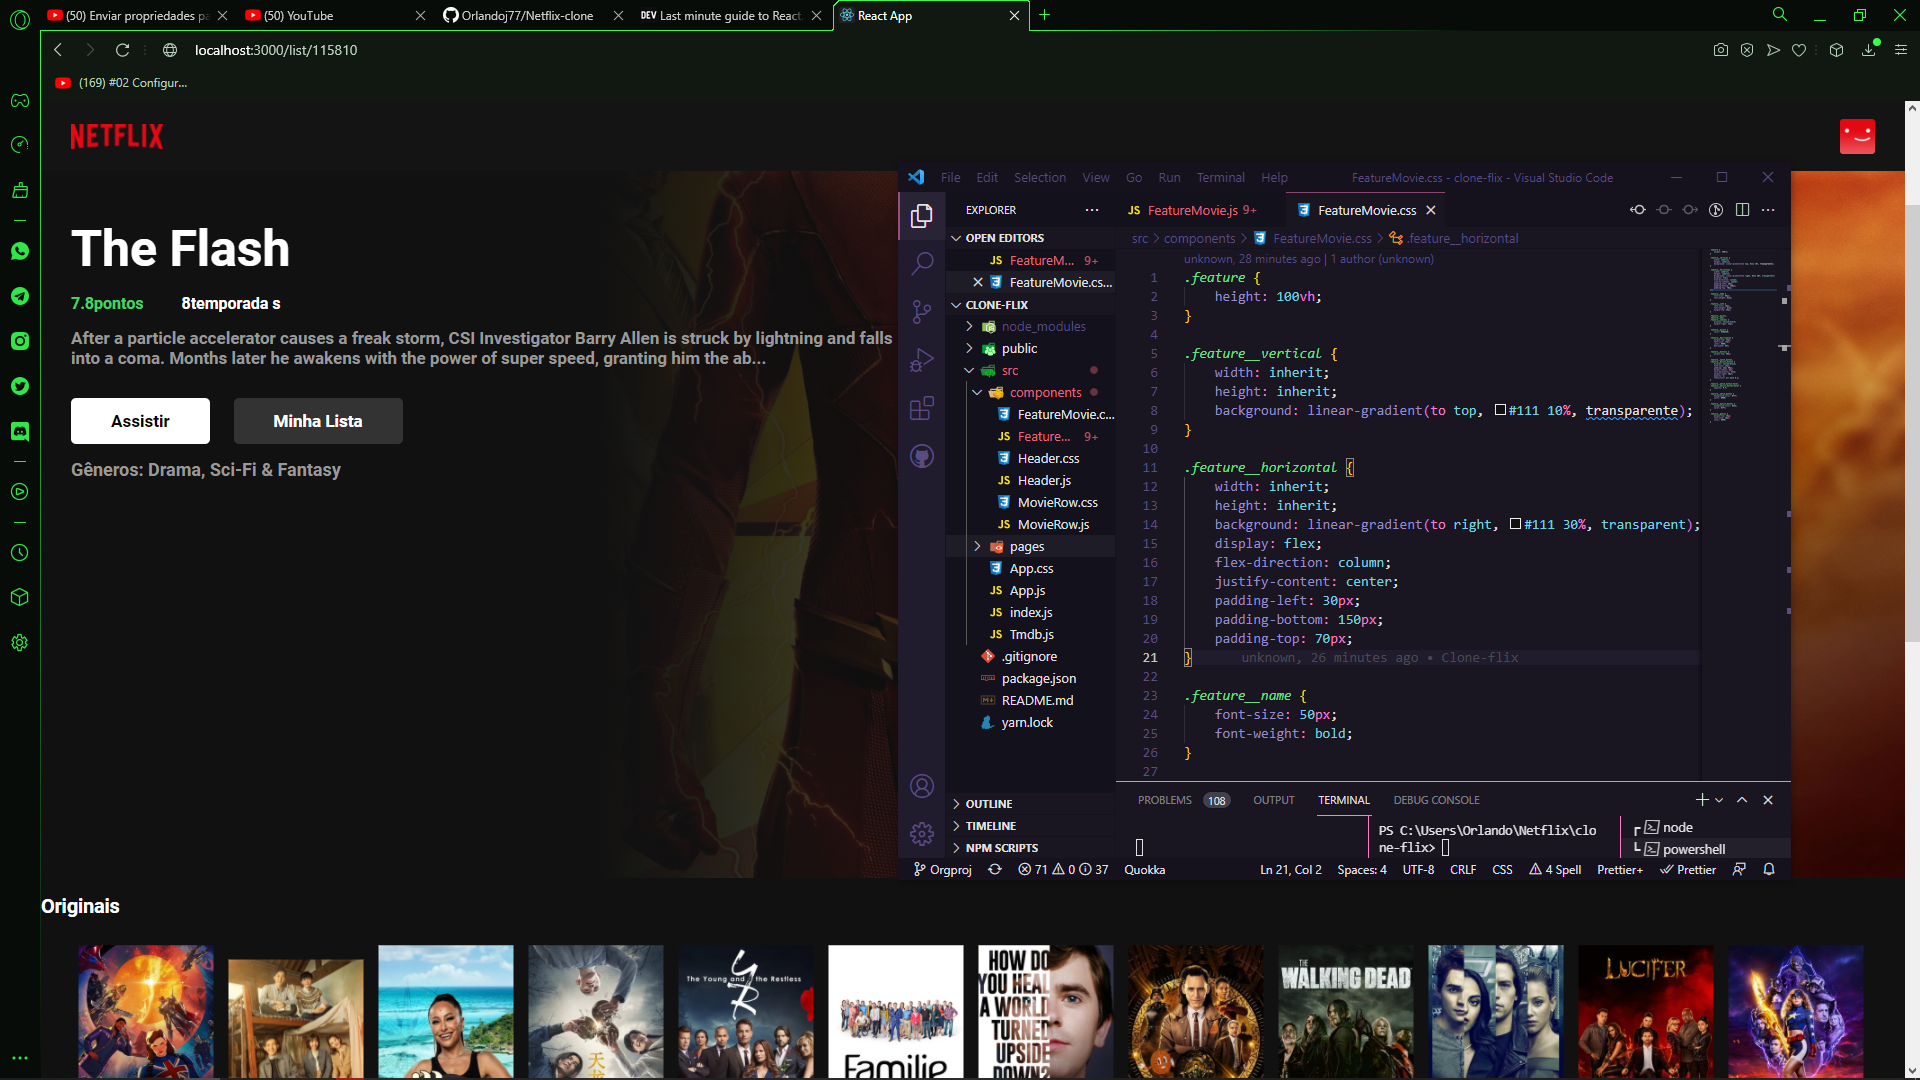 (50) Enviar propriedades pa
(50) YouTube
Orlandoj77/Netflix-clone
DEV Last minute guide to React
React App
localhost:3000/list/115810
(169) #02 Configur...
NETFLIX
The Flash
7.8pontos 8temporada s
After a particle accelerator causes a freak storm, CSI Investigator Barry Allen is struck by lightning and falls
into a coma. Months later he awakens with the power of super speed, granting him the ab...
Assistir
Minha Lista
Gêneros: Drama, Sci-Fi & Fantasy
File Edit Selection View Go Run Terminal Help
FeatureMovie.css - clone-flix - Visual Studio Code
EXPLORER
OPEN EDITORS
JS FeatureM... 9+
FeatureMovie.cs...
CLONE-FLIX
node_modules
public
src
components
FeatureMovie.c...
JS Feature... 9+
Header.css
JS Header.js
MovieRow.css
JS MovieRow.js
pages
App.css
JS App.js
JS index.js
JS Tmdb.js
.gitignore
package.json
README.md
yarn.lock
OUTLINE
TIMELINE
NPM SCRIPTS
JS FeatureMovie.js 9+
FeatureMovie.css
src > components > FeatureMovie.css > .feature__horizontal
unknown, 28 minutes ago | 1 author (unknown)
1 .feature {
2 height: 100vh;
3 }
4
5 .feature__vertical {
6 width: inherit;
7 height: inherit;
8 background: linear-gradient(to top, #111 10%, transparente);
9 }
10
11 .feature__horizontal {
12 width: inherit;
13 height: inherit;
14 background: linear-gradient(to right, #111 30%, transparent);
15 display: flex;
16 flex-direction: column;
17 justify-content: center;
18 padding-left: 30px;
19 padding-bottom: 150px;
20 padding-top: 70px;
21 } unknown, 26 minutes ago • Clone-flix
22
23 .feature__name {
24 font-size: 50px;
25 font-weight: bold;
26 }
27
PROBLEMS 108 OUTPUT TERMINAL DEBUG CONSOLE
PS C:\Users\Orlando\Netflix\clo
ne-flix>
node
powershell
Orgproj 71 0 37 Quokka
Ln 21, Col 2 Spaces: 4 UTF-8 CRLF CSS 4 Spell Prettier+ Prettier
Originais
The Young and the Restless
YR
Familie
HOW DO
YOU HEAL
A WORLD
TURNED
UPSIDE
DOWN?
THE
WALKING DEAD
LUCIFER